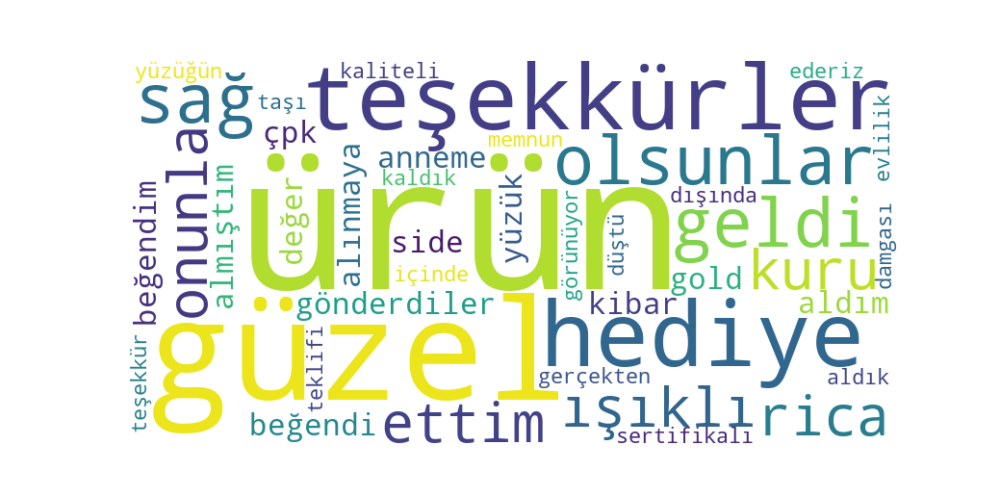 yüzüğün
kaliteli
ederiz
sağ
taşı
teşekkürler
çpk
memnun
evlilik
onunla
anneme
olsunlar
kaldık
ürün
beğendim
almıştım
değer
alınmaya
side
yüzük
görünüyor
düştü
dışında
geldi
damgası
içinde
gold
kuru
gönderdiler
kibar
aldım
güzel
hediye
teşekkür
teklifi
gerçekten
aldık
beğendi
ettim
ışıklı
rica
sertifikalı